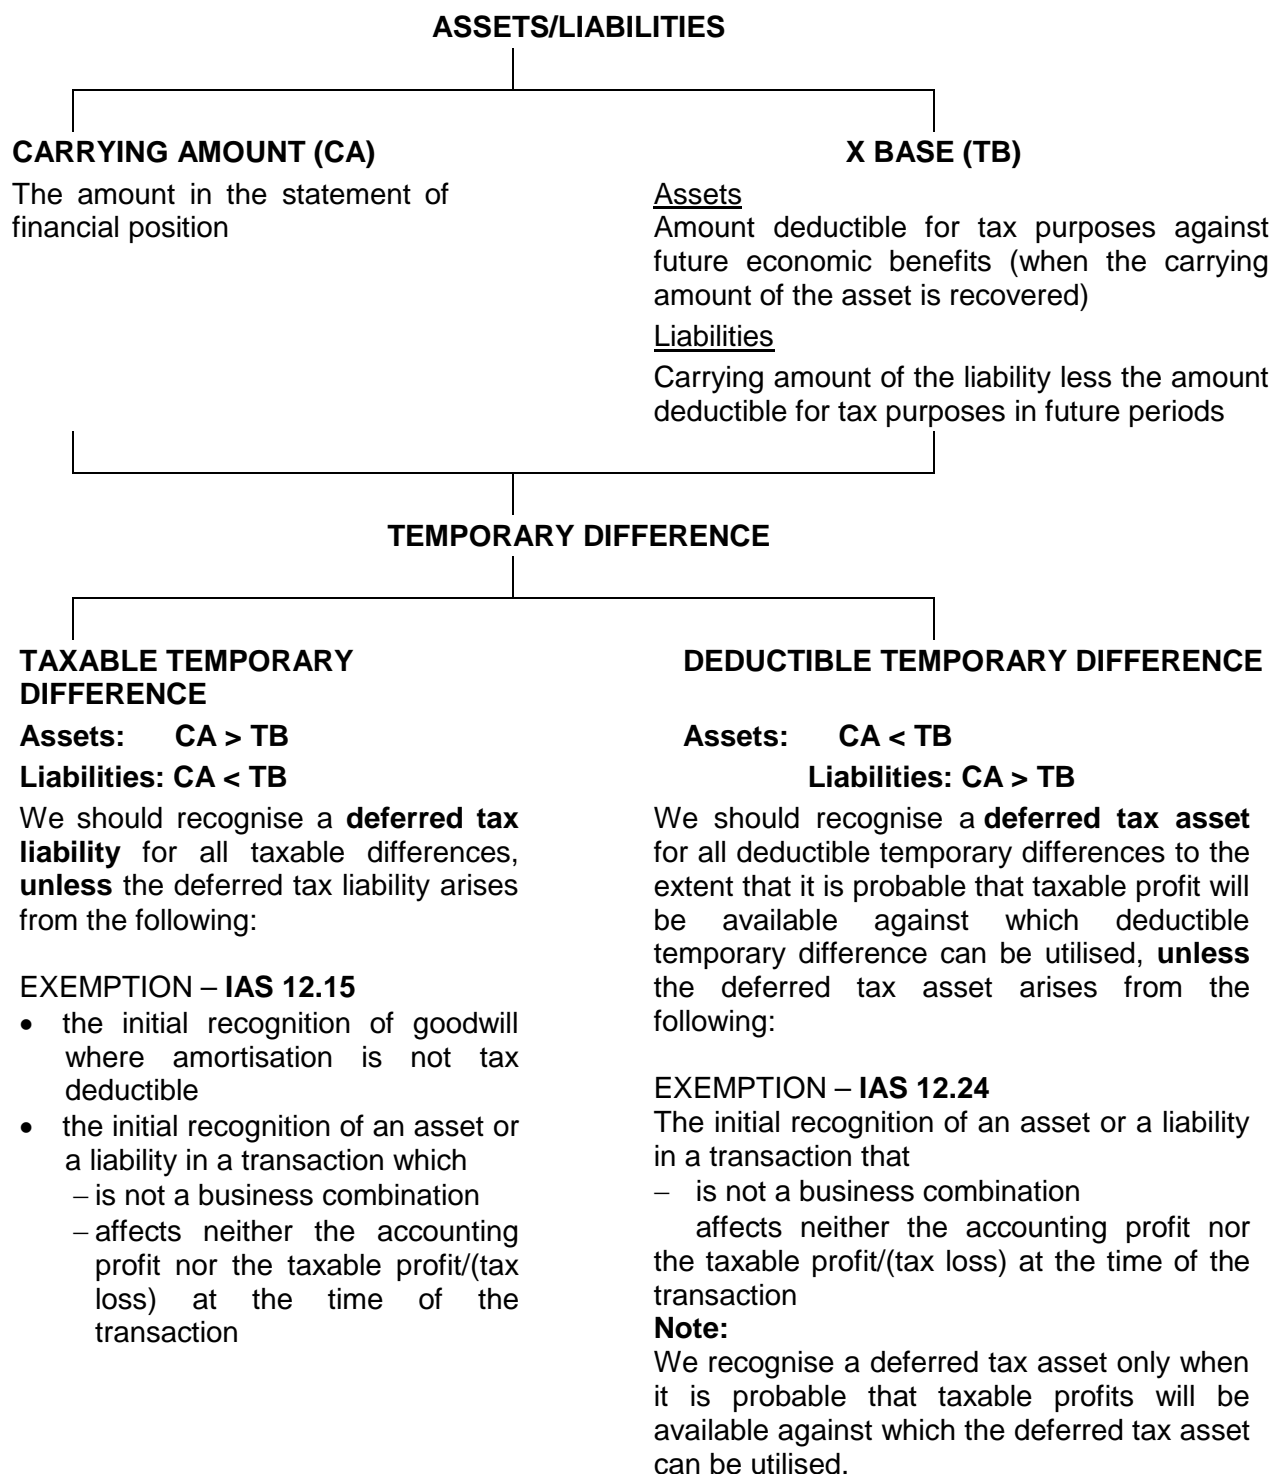 ASSETS/LIABILITIES
CARRYING AMOUNT (CA)
The amount in the statement of
financial position
X BASE (TB)
Assets
Amount deductible for tax purposes against
future economic benefits (when the carrying
amount of the asset is recovered)
Liabilities
Carrying amount of the liability less the amount
deductible for tax purposes in future periods
TEMPORARY DIFFERENCE
TAXABLE TEMPORARY
DIFFERENCE
Assets: CA > TB
Liabilities: CA < TB
We should recognise a deferred tax
liability for all taxable differences,
unless the deferred tax liability arises
from the following:
EXEMPTION – IAS 12.15
• the initial recognition of goodwill
where amortisation is not tax
deductible
• the initial recognition of an asset or
a liability in a transaction which
– is not a business combination
– affects neither the accounting
profit nor the taxable profit/(tax
loss) at the time of the
transaction
DEDUCTIBLE TEMPORARY DIFFERENCE
Assets: CA < TB
Liabilities: CA > TB
We should recognise a deferred tax asset
for all deductible temporary differences to the
extent that it is probable that taxable profit will
be available against which deductible
temporary difference can be utilised, unless
the deferred tax asset arises from the
following:
EXEMPTION – IAS 12.24
The initial recognition of an asset or a liability
in a transaction that
– is not a business combination
affects neither the accounting profit nor
the taxable profit/(tax loss) at the time of the
transaction
Note:
We recognise a deferred tax asset only when
it is probable that taxable profits will be
available against which the deferred tax asset
can be utilised.